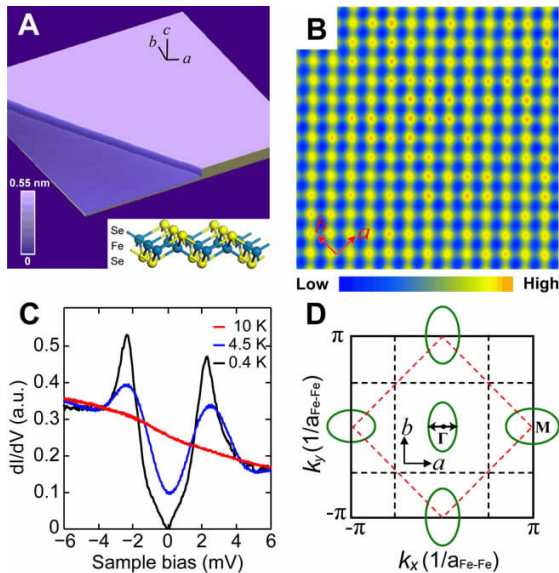 A
c
b
a
0.55 nm
0
Se
Fe
Se
B
b
a
Low
High
C
10 K
4.5 K
0.4 K
0.5
0.4
0.3
0.2
0.1
0
-6
-4
-2
0
2
4
6
dI/dV (a.u.)
Sample bias (mV)
D
π
-π
-π
π
b
a
Γ
M
ky (1/aFe-Fe)
kx (1/aFe-Fe)